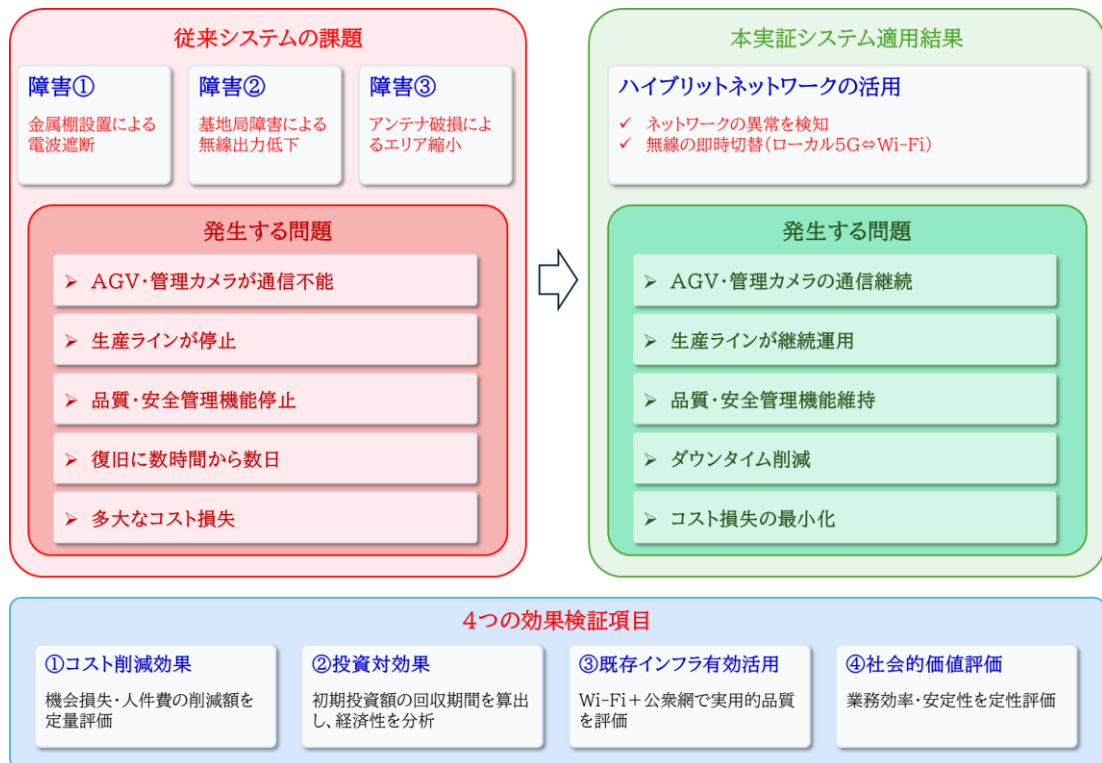 従来システムの課題
障害①
金属棚設置による
電波遮断
障害②
基地局障害による
無線出力低下
障害③
アンテナ破損によ
るエリア縮小
発生する問題
➢ AGV・管理カメラが通信不能
➢ 生産ラインが停止
➢ 品質・安全管理機能停止
➢ 復旧に数時間から数日
➢ 多大なコスト損失
本実証システム適用結果
ハイブリットネットワークの活用
✓ ネットワークの異常を検知
✓ 無線の即時切替(ローカル5G⇔Wi-Fi)
発生する問題
➢ AGV・管理カメラの通信継続
➢ 生産ラインが継続運用
➢ 品質・安全管理機能維持
➢ ダウンタイム削減
➢ コスト損失の最小化
4つの効果検証項目
①コスト削減効果
機会損失・人件費の削減額を
定量評価
②投資対効果
初期投資額の回収期間を算出
し、経済性を分析
③既存インフラ有効活用
Wi-Fi+公衆網で実用的品質
を評価
④社会的価値評価
業務効率・安定性を定性評価